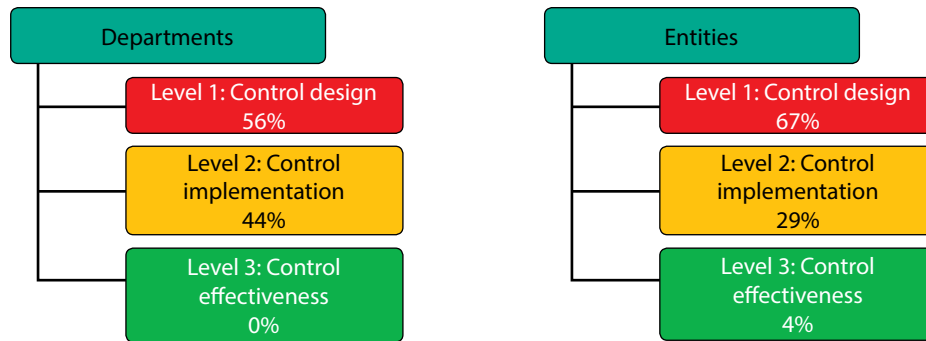 Departments
Level 1: Control design
56%
Level 2: Control
implementation
44%
Level 3: Control
effectiveness
0%
Entities
Level 1: Control design
67%
Level 2: Control
implementation
29%
Level 3: Control
effectiveness
4%